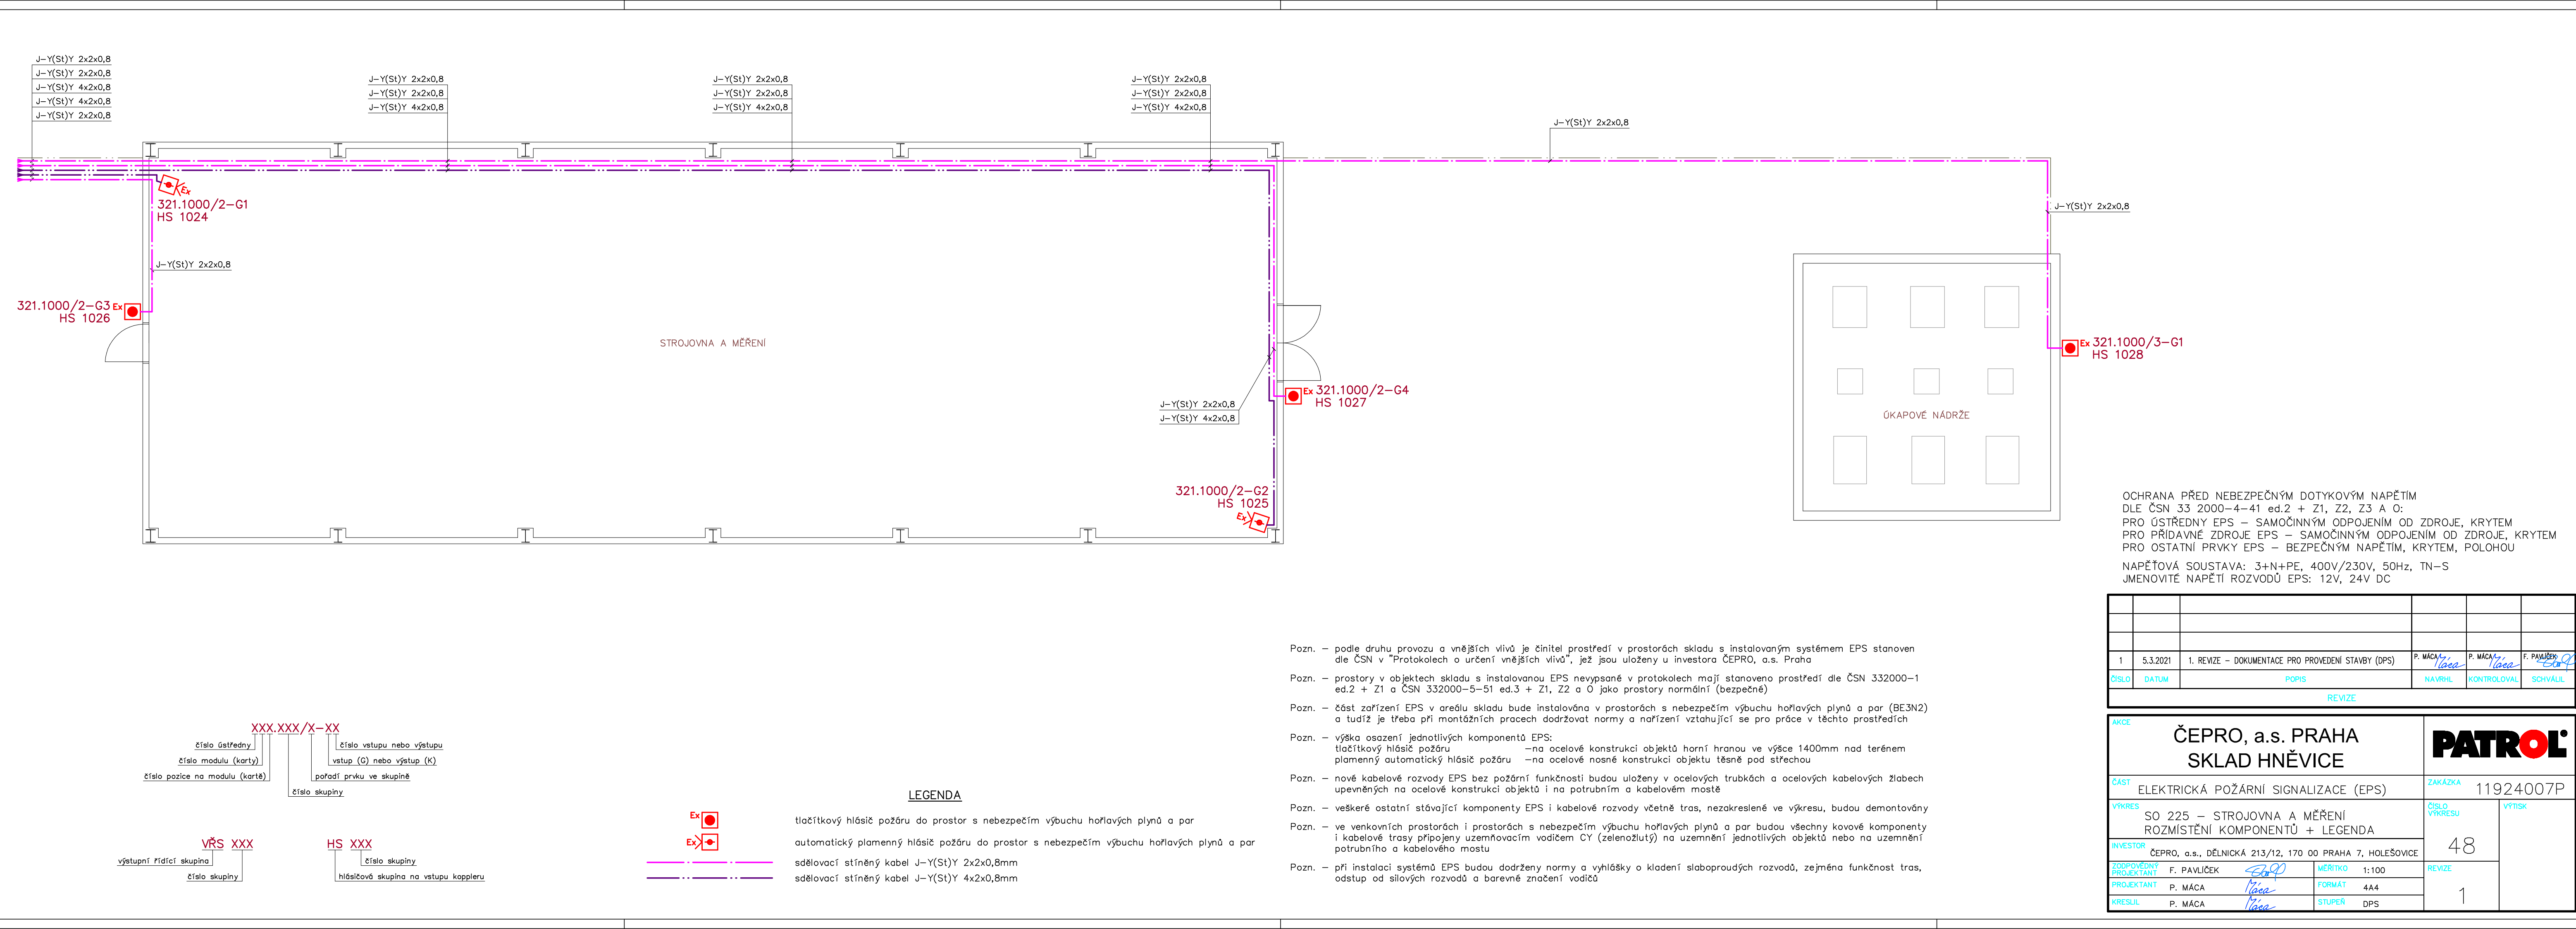 J-Y(St)Y 2x2x0,8
J-Y(St)Y 2x2x0,8
J-Y(St)Y 4x2x0,8
J-Y(St)Y 4x2x0,8
J-Y(St)Y 2x2x0,8
J-Y(St)Y 2x2x0,8
J-Y(St)Y 2x2x0,8
J-Y(St)Y 4x2x0,8
J-Y(St)Y 2x2x0,8
J-Y(St)Y 2x2x0,8
J-Y(St)Y 4x2x0,8
J-Y(St)Y 2x2x0,8
J-Y(St)Y 2x2x0,8
J-Y(St)Y 4x2x0,8
J-Y(St)Y 2x2x0,8
J-Y(St)Y 2x2x0,8
Ex
321.1000/2-G1
HS 1024
J-Y(St)Y 2x2x0,8
321.1000/2-G3 Ex
HS 1026
STROJOVNA A MĚŘENÍ
Ex 321.1000/2-G4
HS 1027
J-Y(St)Y 2x2x0,8
J-Y(St)Y 4x2x0,8
321.1000/2-G2
HS 1025
Ex
Ex 321.1000/3-G1
HS 1028
ÚKAPOVÉ NÁDRŽE
OCHRANA PŘED NEBEZPEČNÝM DOTYKOVÝM NAPĚTÍM
DLE ČSN 33 2000-4-41 ed.2 + Z1, Z2, Z3 A O:
PRO ÚSTŘEDNY EPS - SAMOČINNÝM ODPOJENÍM OD ZDROJE, KRYTEM
PRO PŘÍDAVNÉ ZDROJE EPS - SAMOČINNÝM ODPOJENÍM OD ZDROJE, KRYTEM
PRO OSTATNÍ PRVKY EPS - BEZPEČNÝM NAPĚTÍM, KRYTEM, POLOHOU
NAPĚŤOVÁ SOUSTAVA: 3+N+PE, 400V/230V, 50Hz, TN-S
JMENOVITÉ NAPĚTÍ ROZVODŮ EPS: 12V, 24V DC
XXX.XXX/X-XX
číslo ústředny
číslo modulu (karty)
číslo pozice na modulu (kartě)
číslo vstupu nebo výstupu
vstup (G) nebo výstup (K)
pořadí prvku ve skupině
číslo skupiny
VŘS XXX
výstupní řídící skupina
číslo skupiny
HS XXX
číslo skupiny
hlásičová skupina na vstupu koppleru
LEGENDA
Ex tlačítkový hlásič požáru do prostor s nebezpečím výbuchu hořlavých plynů a par
Ex automatický plamenný hlásič požáru do prostor s nebezpečím výbuchu hořlavých plynů a par
sdělovací stíněný kabel J-Y(St)Y 2x2x0,8mm
sdělovací stíněný kabel J-Y(St)Y 4x2x0,8mm
Pozn. - podle druhu provozu a vnějších vlivů je činitel prostředí v prostorách skladu s instalovaným systémem EPS stanoven
dle ČSN v "Protokolech o určení vnějších vlivů", jež jsou uloženy u investora ČEPRO, a.s. Praha
Pozn. - prostory v objektech skladu s instalovanou EPS nevypsané v protokolech mají stanoveno prostředí dle ČSN 332000-1
ed.2 + Z1 a ČSN 332000-5-51 ed.3 + Z1, Z2 a O jako prostory normální (bezpečné)
Pozn. - část zařízení EPS v areálu skladu bude instalována v prostorách s nebezpečím výbuchu hořlavých plynů a par (BE3N2)
a tudíž je třeba při montážních pracech dodržovat normy a nařízení vztahující se pro práce v těchto prostředích
Pozn. - výška osazení jednotlivých komponentů EPS:
tlačítkový hlásič požáru -na ocelové konstrukci objektů horní hranou ve výšce 1400mm nad terénem
plamenný automatický hlásič požáru -na ocelové nosné konstrukci objektu těsně pod střechou
Pozn. - nové kabelové rozvody EPS bez požární funkčnosti budou uloženy v ocelových trubkách a ocelových kabelových žlabech
upevněných na ocelové konstrukci objektů i na potrubním a kabelovém mostě
Pozn. - veškeré ostatní stávající komponenty EPS i kabelové rozvody včetně tras, nezakreslené ve výkresu, budou demontovány
Pozn. - ve venkovních prostorách i prostorách s nebezpečím výbuchu hořlavých plynů a par budou všechny kovové komponenty
i kabelové trasy připojeny uzemňovacím vodičem CY (zelenožlutý) na uzemnění jednotlivých objektů nebo na uzemnění
potrubního a kabelového mostu
Pozn. - při instalaci systémů EPS budou dodrženy normy a vyhlášky o kladení slaboproudých rozvodů, zejména funkčnost tras,
odstup od silových rozvodů a barevné značení vodičů
1 5.3.2021 1. REVIZE - DOKUMENTACE PRO PROVEDENÍ STAVBY (DPS) P. MÁCA Máca P. MÁCA Máca F. PAVLÍČEK
ČÍSLO DATUM POPIS NAVRHL KONTROLOVAL SCHVÁLIL
REVIZE
AKCE
ČEPRO, a.s. PRAHA
SKLAD HNĚVICE
PATROL
ČÁST
ELEKTRICKÁ POŽÁRNÍ SIGNALIZACE (EPS)
ZAKÁZKA 11924007P
VÝKRES
SO 225 - STROJOVNA A MĚŘENÍ
ROZMÍSTĚNÍ KOMPONENTŮ + LEGENDA
ČÍSLO VÝKRESU
48
VÝTISK
INVESTOR
ČEPRO, a.s., DĚLNICKÁ 213/12, 170 00 PRAHA 7, HOLEŠOVICE
ZODPOVĚDNÝ PROJEKTANT F. PAVLÍČEK MĚŘÍTKO 1:100
REVIZE
1
PROJEKTANT P. MÁCA Máca FORMÁT 4A4
KRESLIL P. MÁCA Máca STUPEŇ DPS